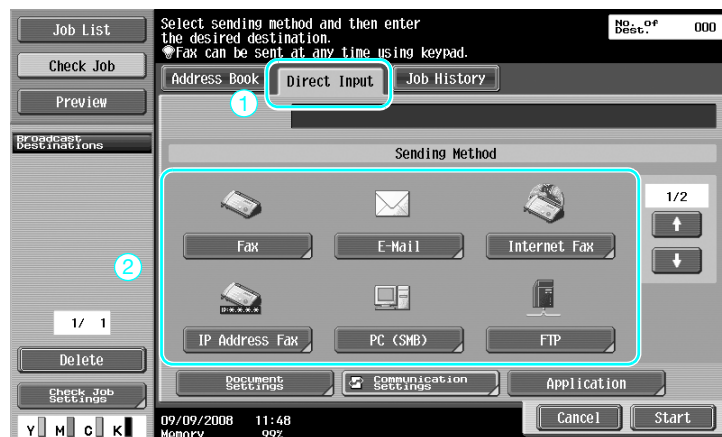 Job List
Check Job
Preview
Broadcast
Destinations
1/ 1
Delete
Check Job
Settings
Y M C K
Select sending method and then enter
the desired destination.
Fax can be sent at any time using keypad.
No. of
Dest. 000
Address Book Direct Input Job History
1
Sending Method
Fax E-Mail Internet Fax
1/2
2
IP Address Fax PC (SMB) FTP
Document
Settings
Communication
Settings
Application
09/09/2008 11:48
Memory 99%
Cancel Start